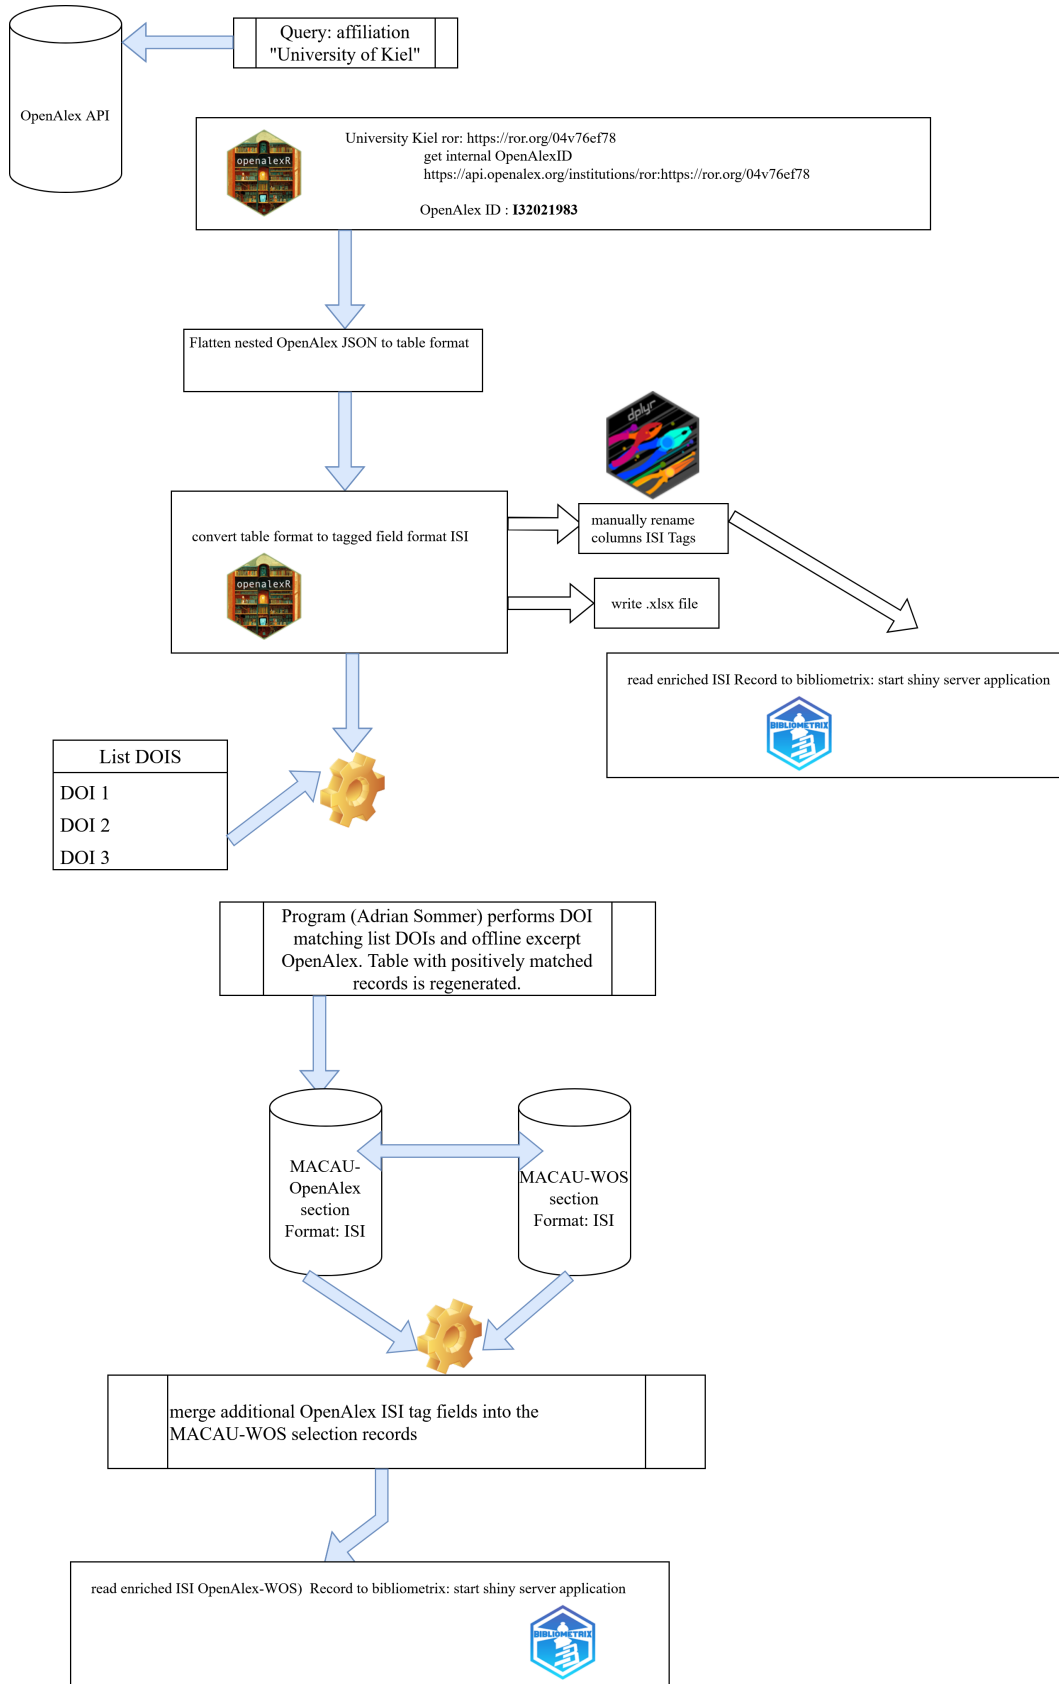 Query: affiliation
"University of Kiel"
OpenAlex API
openalexR
University Kiel ror: https://ror.org/04v76ef78
get internal OpenAlexID
https://api.openalex.org/institutions/ror:https://ror.org/04v76ef78
OpenAlex ID : I32021983
Flatten nested OpenAlex JSON to table format
dplyr
convert table format to tagged field format ISI
openalexR
manually rename
columns ISI Tags
write .xlsx file
read enriched ISI Record to bibliometrix: start shiny server application
BIBLIOMETRIX
List DOIS
DOI 1
DOI 2
DOI 3
Program (Adrian Sommer) performs DOI
matching list DOIs and offline excerpt
OpenAlex. Table with positively matched
records is regenerated.
MACAU-
OpenAlex
section
Format: ISI
MACAU-WOS
section
Format: ISI
merge additional OpenAlex ISI tag fields into the
MACAU-WOS selection records
read enriched ISI OpenAlex-WOS)  Record to bibliometrix: start shiny server application
BIBLIOMETRIX